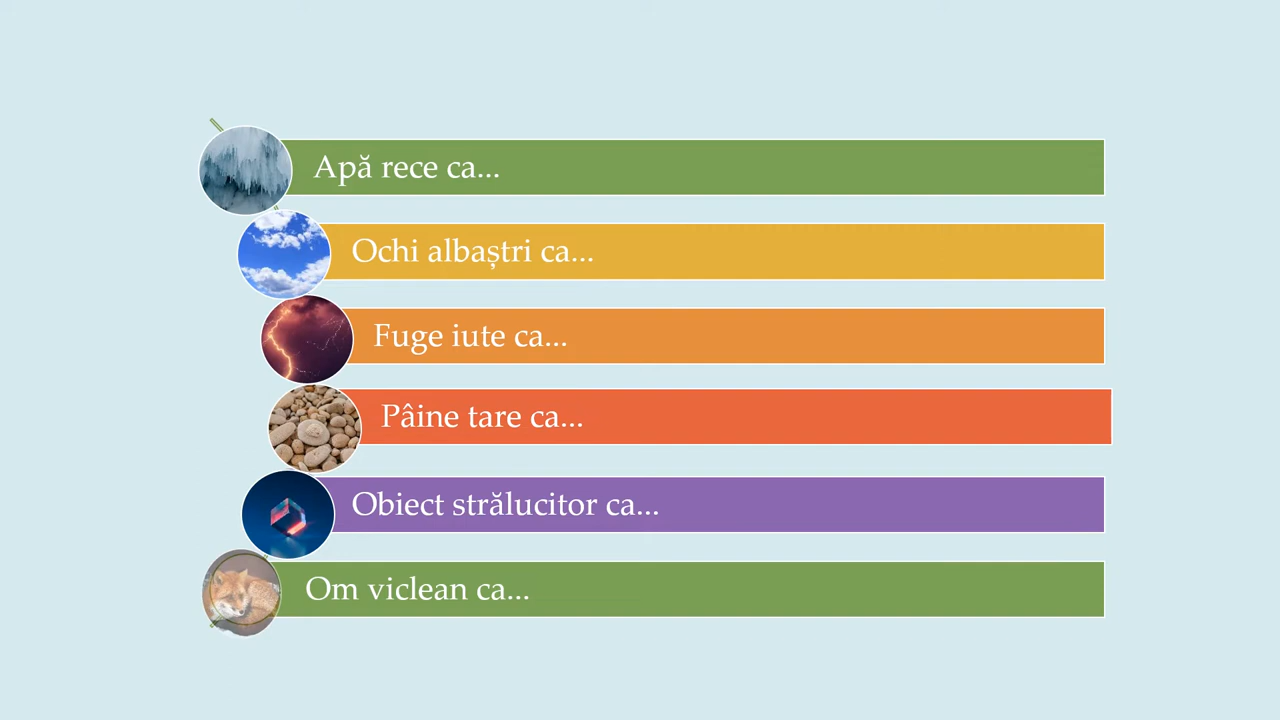 Apă rece ca...
Ochi albaștri ca...
Fuge iute ca...
Pâine tare ca...
Obiect strălucitor ca...
Om viclean ca...